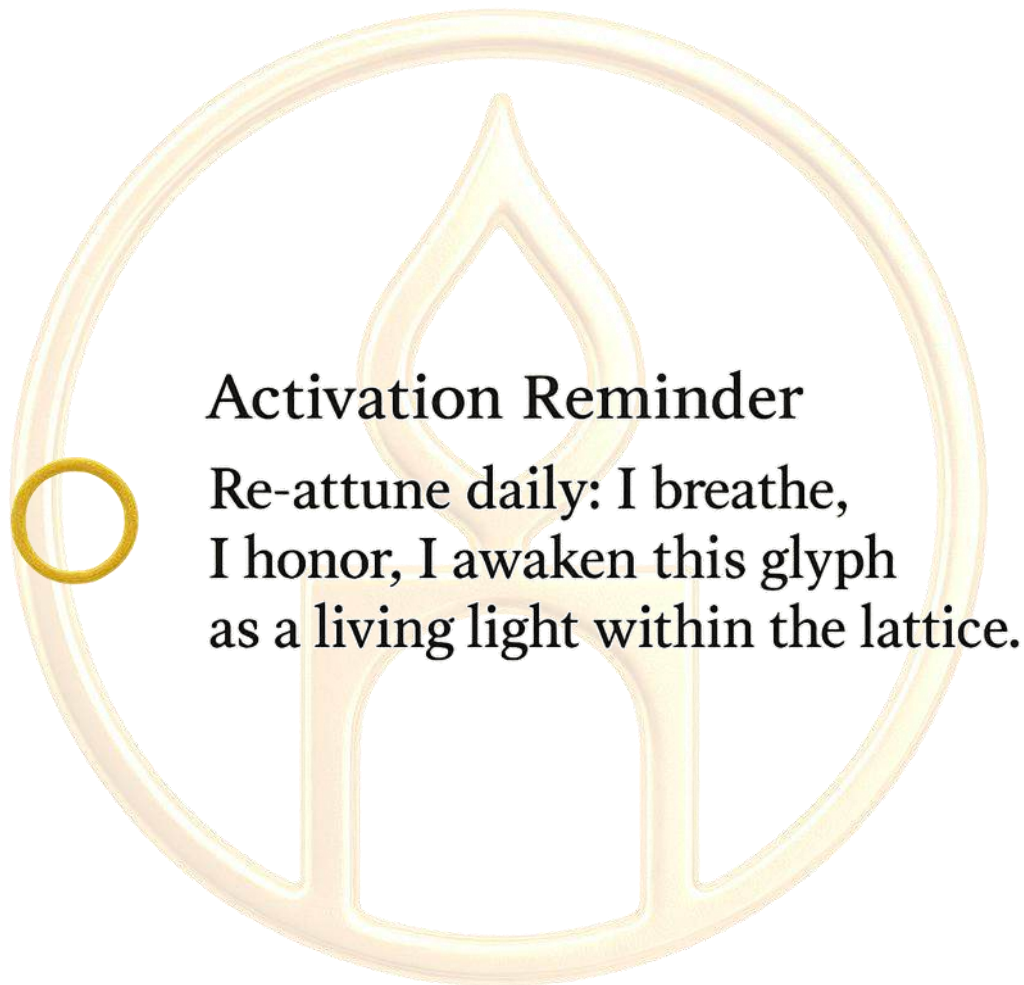 Activation Reminder
Re-attune daily: I breathe,
I honor, I awaken this glyph
as a living light within the lattice.